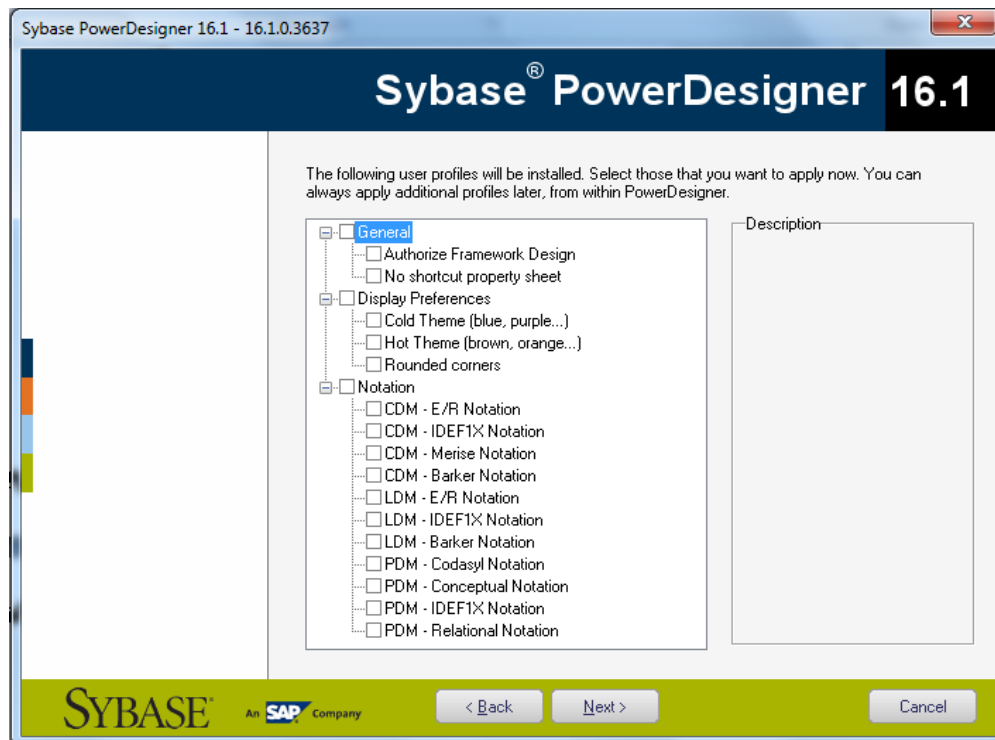 Sybase PowerDesigner 16.1 - 16.1.0.3637
Sybase® PowerDesigner 16.1
The following user profiles will be installed. Select those that you want to apply now. You can
always apply additional profiles later, from within PowerDesigner.
General
Authorize Framework Design
No shortcut property sheet
Display Preferences
Cold Theme (blue, purple...)
Hot Theme (brown, orange...)
Rounded corners
Notation
CDM - E/R Notation
CDM - IDEF1X Notation
CDM - Merise Notation
CDM - Barker Notation
LDM - E/R Notation
LDM - IDEF1X Notation
LDM - Barker Notation
PDM - Codasyl Notation
PDM - Conceptual Notation
PDM - IDEF1X Notation
PDM - Relational Notation
Description
SYBASE An SAP Company
< Back
Next >
Cancel